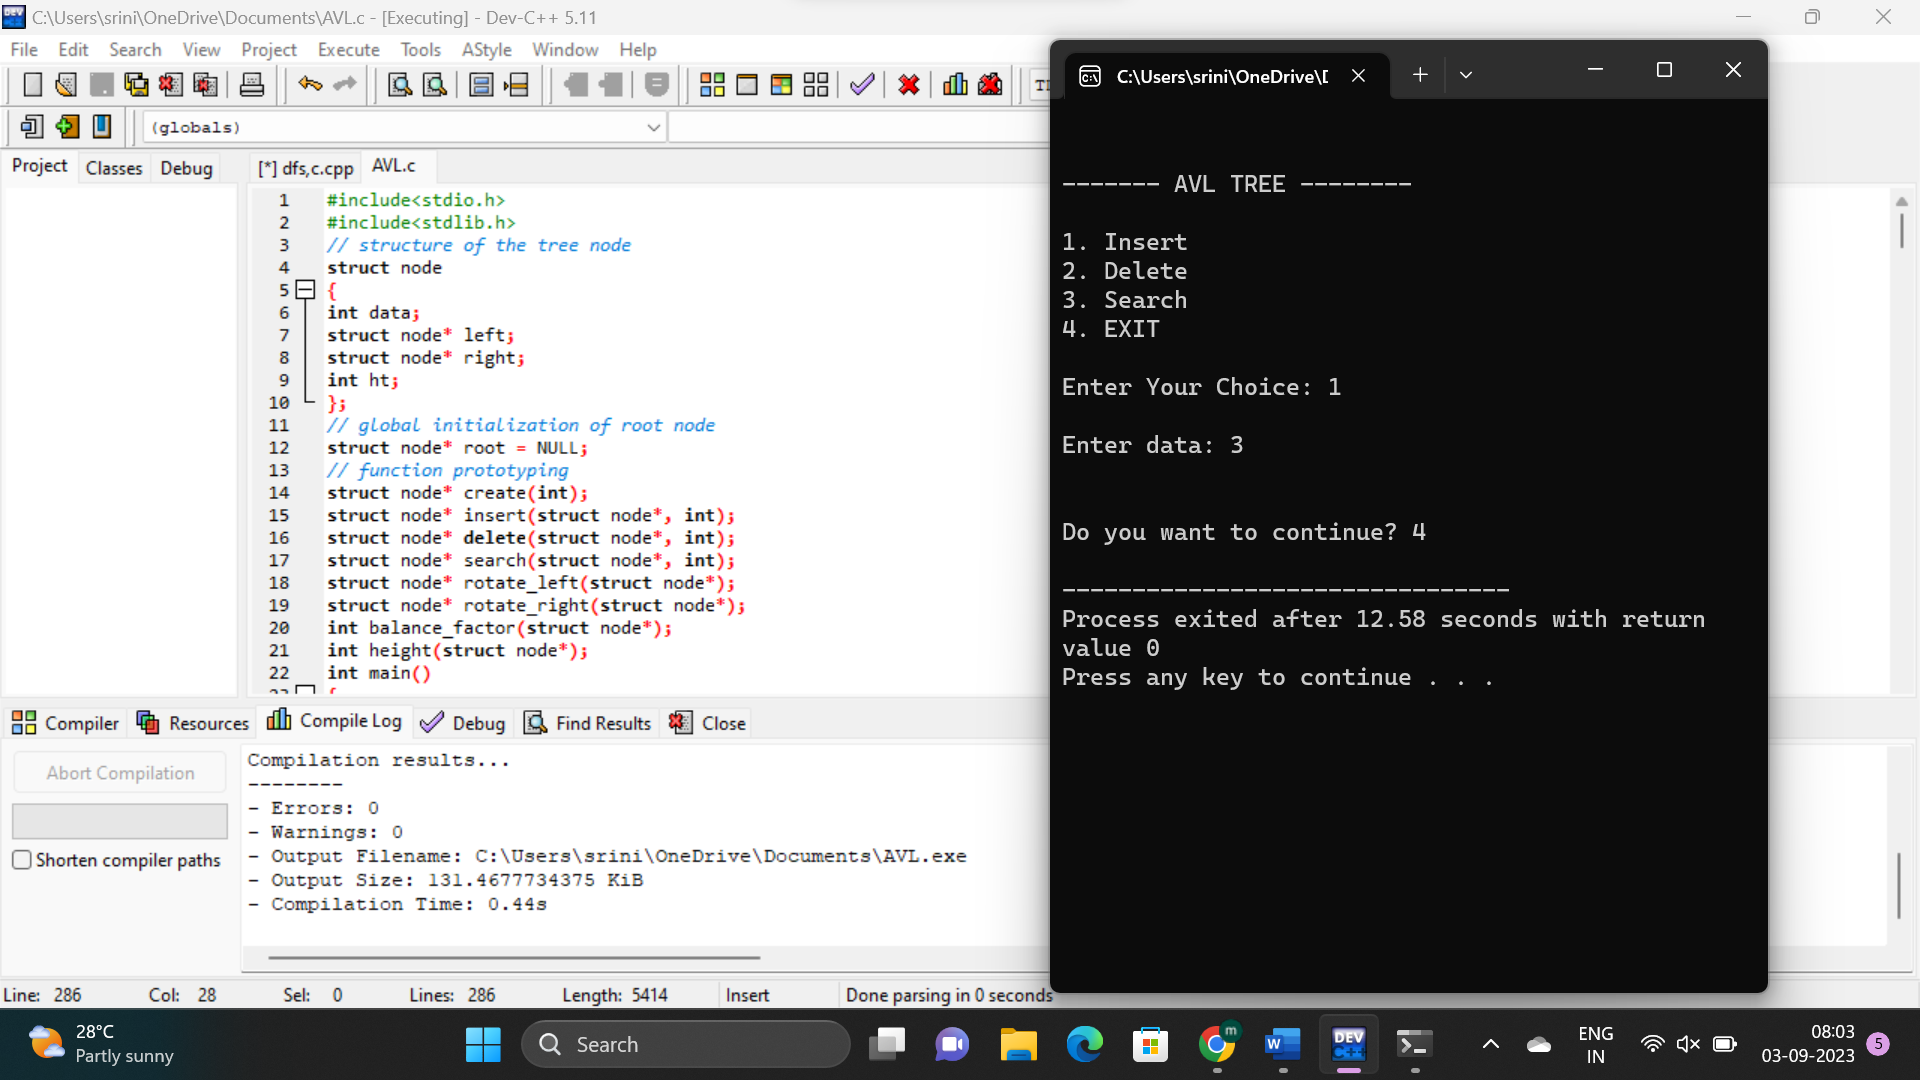 C:\Users\srini\OneDrive\Documents\AVL.c - [Executing] - Dev-C++ 5.11
File Edit Search View Project Execute Tools AStyle Window Help
(globals)
Project Classes Debug
[*] dfs,c.cpp AVL.c
1 #include<stdio.h>
2 #include<stdlib.h>
3 // structure of the tree node
4 struct node
5 {
6 int data;
7 struct node* left;
8 struct node* right;
9 int ht;
10 };
11 // global initialization of root node
12 struct node* root = NULL;
13 // function prototyping
14 struct node* create(int);
15 struct node* insert(struct node*, int);
16 struct node* delete(struct node*, int);
17 struct node* search(struct node*, int);
18 struct node* rotate_left(struct node*);
19 struct node* rotate_right(struct node*);
20 int balance_factor(struct node*);
21 int height(struct node*);
22 int main()
C:\Users\srini\OneDrive\
------- AVL TREE --------
1. Insert
2. Delete
3. Search
4. EXIT
Enter Your Choice: 1
Enter data: 3
Do you want to continue? 4
--------------------------------
Process exited after 12.58 seconds with return
value 0
Press any key to continue . . .
Compiler Resources Compile Log Debug Find Results Close
Abort Compilation
Shorten compiler paths
Compilation results...
--------
- Errors: 0
- Warnings: 0
- Output Filename: C:\Users\srini\OneDrive\Documents\AVL.exe
- Output Size: 131.4677734375 KiB
- Compilation Time: 0.44s
Line: 286 Col: 28 Sel: 0 Lines: 286 Length: 5414 Insert Done parsing in 0 seconds
28°C
Partly sunny
Search
DEV
C++
m
W
ENG
IN
08:03
03-09-2023
5